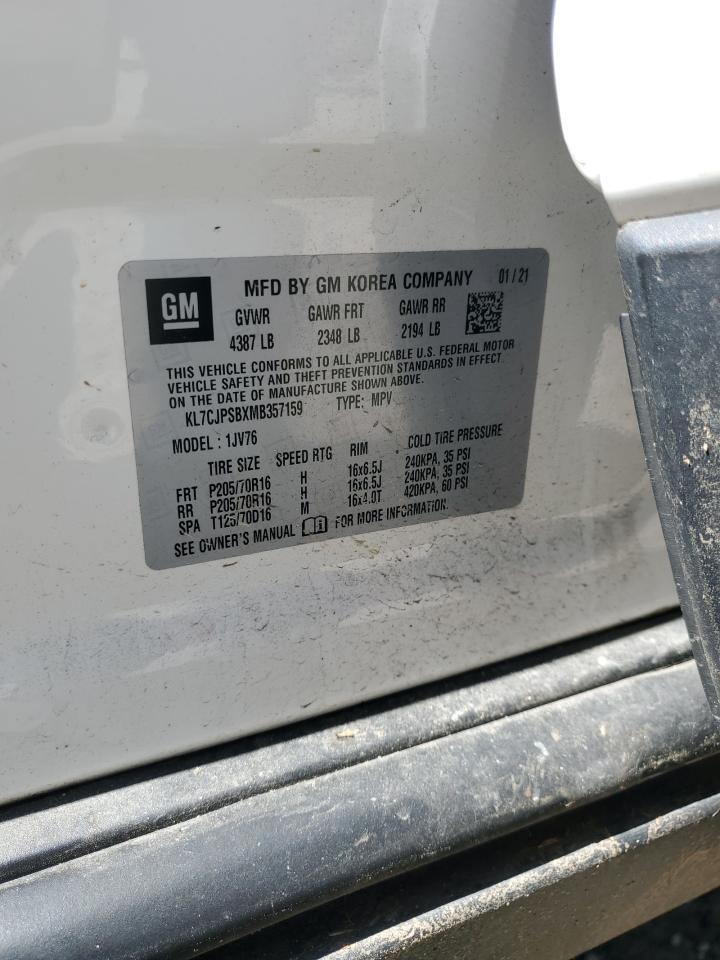 GM
MFD BY GM KOREA COMPANY 01/21
GVWR GAWR FRT GAWR RR
4387 LB 2348 LB 2194 LB
THIS VEHICLE CONFORMS TO ALL APPLICABLE U.S. FEDERAL MOTOR
VEHICLE SAFETY AND THEFT PREVENTION STANDARDS IN EFFECT
ON THE DATE OF MANUFACTURE SHOWN ABOVE.
KL7CJPSBXMB357159 TYPE: MPV
MODEL: 1JV76
TIRE SIZE SPEED RTG RIM COLD TIRE PRESSURE
FRT P205/70R16 H 16x6.5J 240KPA, 35 PSI
RR P205/70R16 H 16x6.5J 240KPA, 35 PSI
SPA T125/70D16 M 16x4.0T 420KPA, 60 PSI
SEE OWNER'S MANUAL FOR MORE INFORMATION.